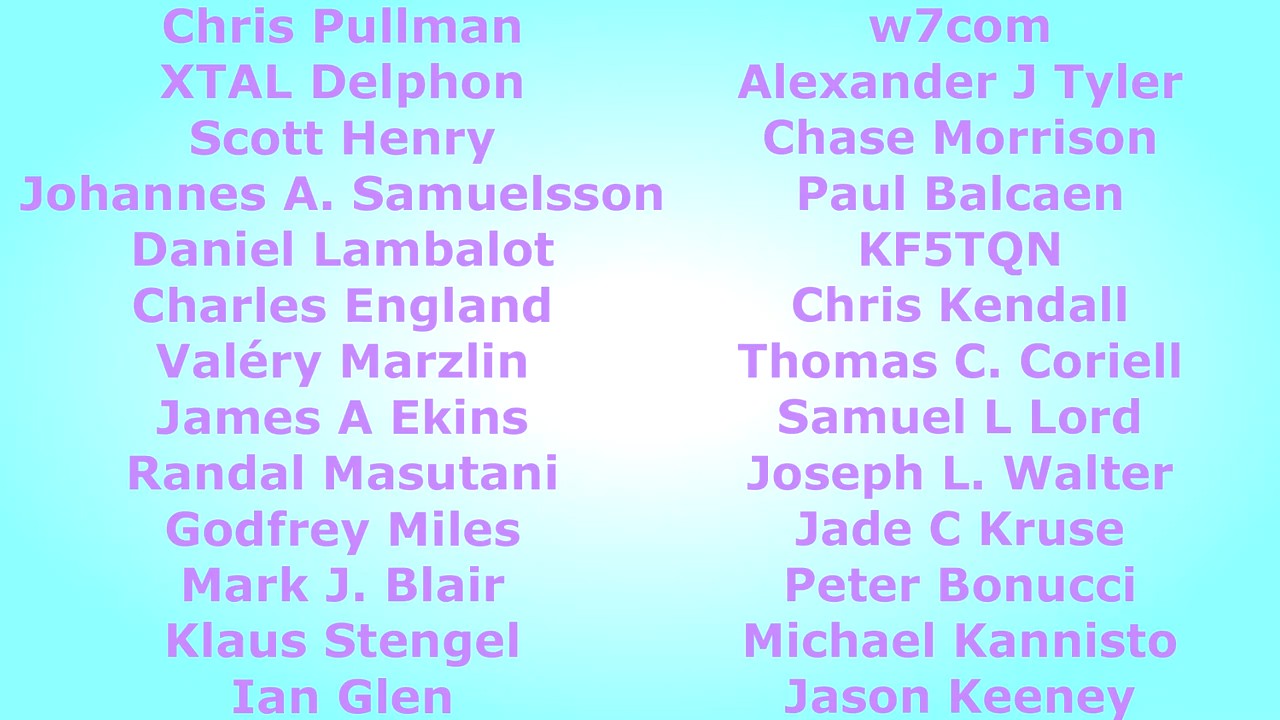 Chris Pullman
XTAL Delphon
Scott Henry
Johannes A. Samuelsson
Daniel Lambalot
Charles England
Valéry Marzlin
James A Ekins
Randal Masutani
Godfrey Miles
Mark J. Blair
Klaus Stengel
Ian Glen
w7com
Alexander J Tyler
Chase Morrison
Paul Balcaen
KF5TQN
Chris Kendall
Thomas C. Coriell
Samuel L Lord
Joseph L. Walter
Jade C Kruse
Peter Bonucci
Michael Kannisto
Jason Keeney